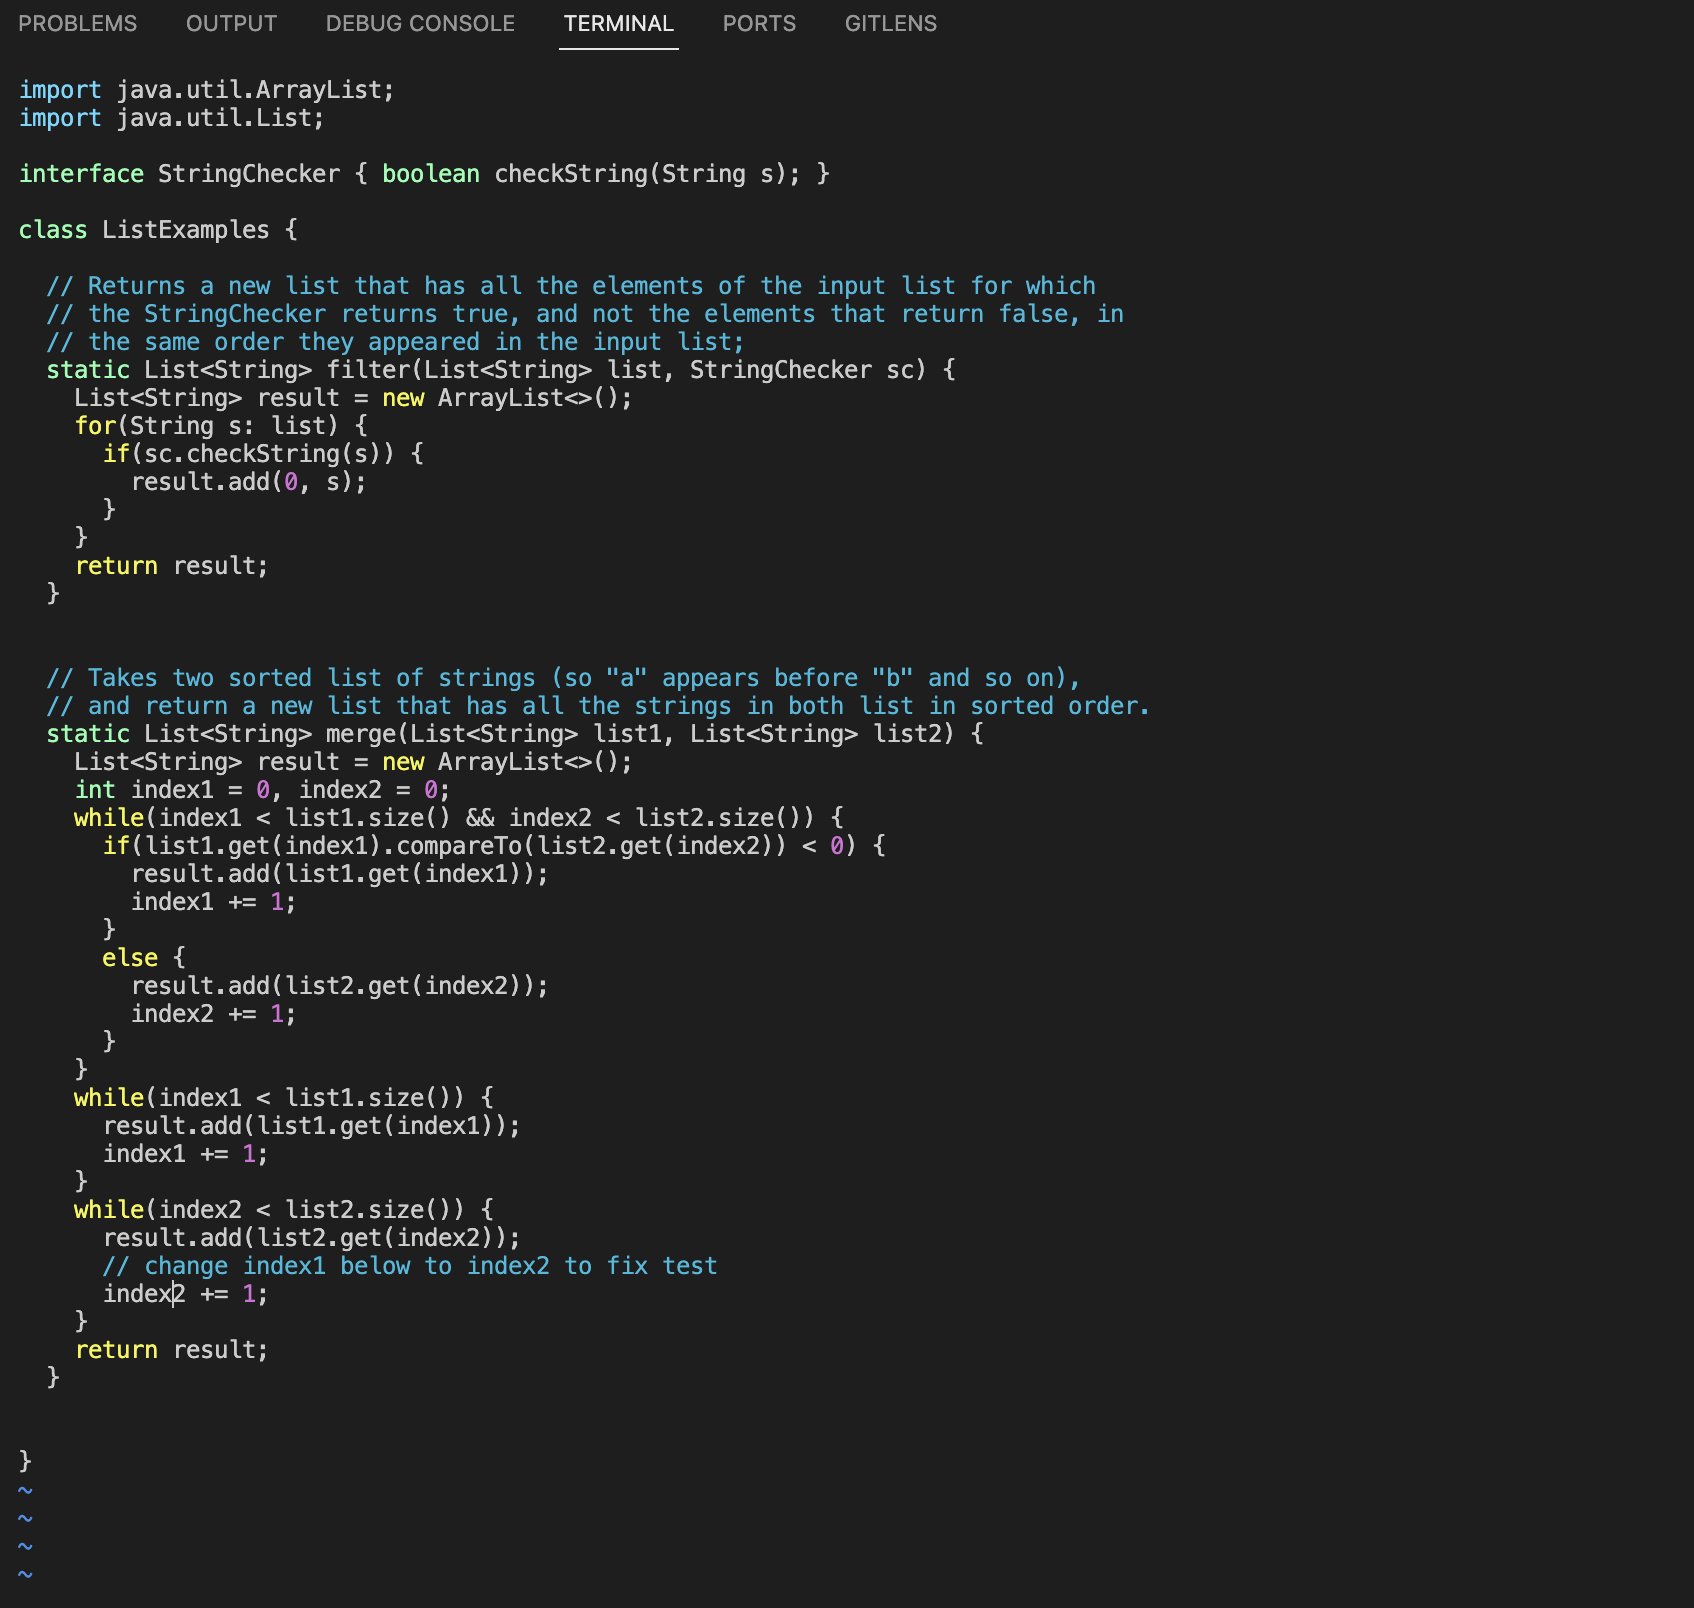 PROBLEMS OUTPUT DEBUG CONSOLE TERMINAL PORTS GITLENS
import java.util.ArrayList;
import java.util.List;
interface StringChecker { boolean checkString(String s); }
class ListExamples {
  // Returns a new list that has all the elements of the input list for which
  // the StringChecker returns true, and not the elements that return false, in
  // the same order they appeared in the input list;
  static List<String> filter(List<String> list, StringChecker sc) {
    List<String> result = new ArrayList<>();
    for(String s: list) {
      if(sc.checkString(s)) {
        result.add(0, s);
      }
    }
    return result;
  }
  // Takes two sorted list of strings (so "a" appears before "b" and so on),
  // and return a new list that has all the strings in both list in sorted order.
  static List<String> merge(List<String> list1, List<String> list2) {
    List<String> result = new ArrayList<>();
    int index1 = 0, index2 = 0;
    while(index1 < list1.size() && index2 < list2.size()) {
      if(list1.get(index1).compareTo(list2.get(index2)) < 0) {
        result.add(list1.get(index1));
        index1 += 1;
      }
      else {
        result.add(list2.get(index2));
        index2 += 1;
      }
    }
    while(index1 < list1.size()) {
      result.add(list1.get(index1));
      index1 += 1;
    }
    while(index2 < list2.size()) {
      result.add(list2.get(index2));
      // change index1 below to index2 to fix test
      index2 += 1;
    }
    return result;
  }
}
~
~
~
~